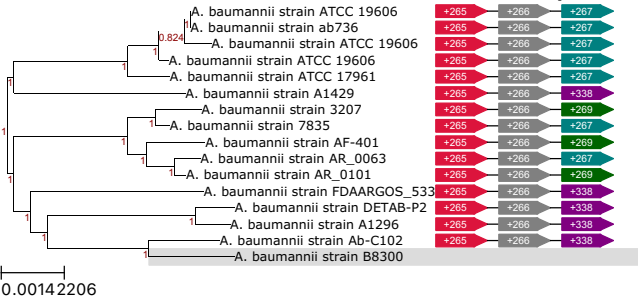 A. baumannii strain ATCC 19606 +265 +266 +267
1 A. baumannii strain ab736 +265 +266 +267
0.824 A. baumannii strain ATCC 19606 +265 +266 +267
1 A. baumannii strain ATCC 19606 +265 +266 +267
1 A. baumannii strain ATCC 17961 +265 +266 +267
1 A. baumannii strain A1429 +265 +266 +338
A. baumannii strain 3207 +265 +266 +269
1 1 A. baumannii strain 7835 +265 +266 +267
1 A. baumannii strain AF-401 +265 +266 +269
1 A. baumannii strain AR_0063 +265 +266 +267
1 1 A. baumannii strain AR_0101 +265 +266 +269
A. baumannii strain FDAARGOS_533 +265 +266 +338
A. baumannii strain DETAB-P2 +265 +266 +338
1 1 A. baumannii strain A1296 +265 +266 +338
1 A. baumannii strain Ab-C102 +265 +266 +338
1 A. baumannii strain B8300
0.00142206